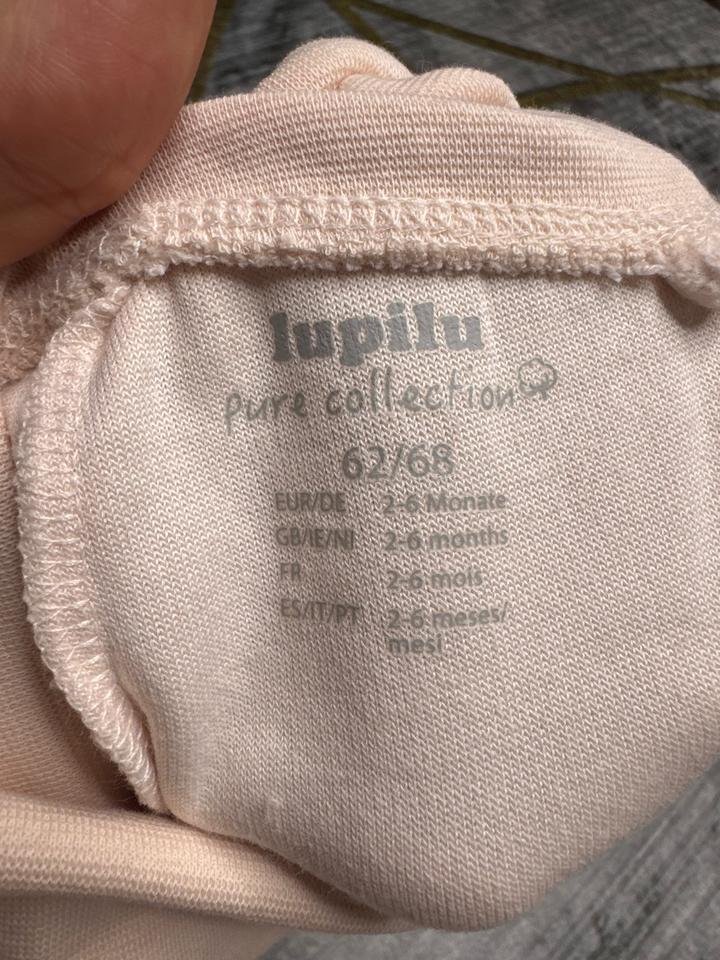 lupilu
pure collection
62/68
EUR/DE 2-6 Monate
GB/IE/NI 2-6 months
FR 2-6 mois
ES/IT/PT 2-6 meses/
mesi